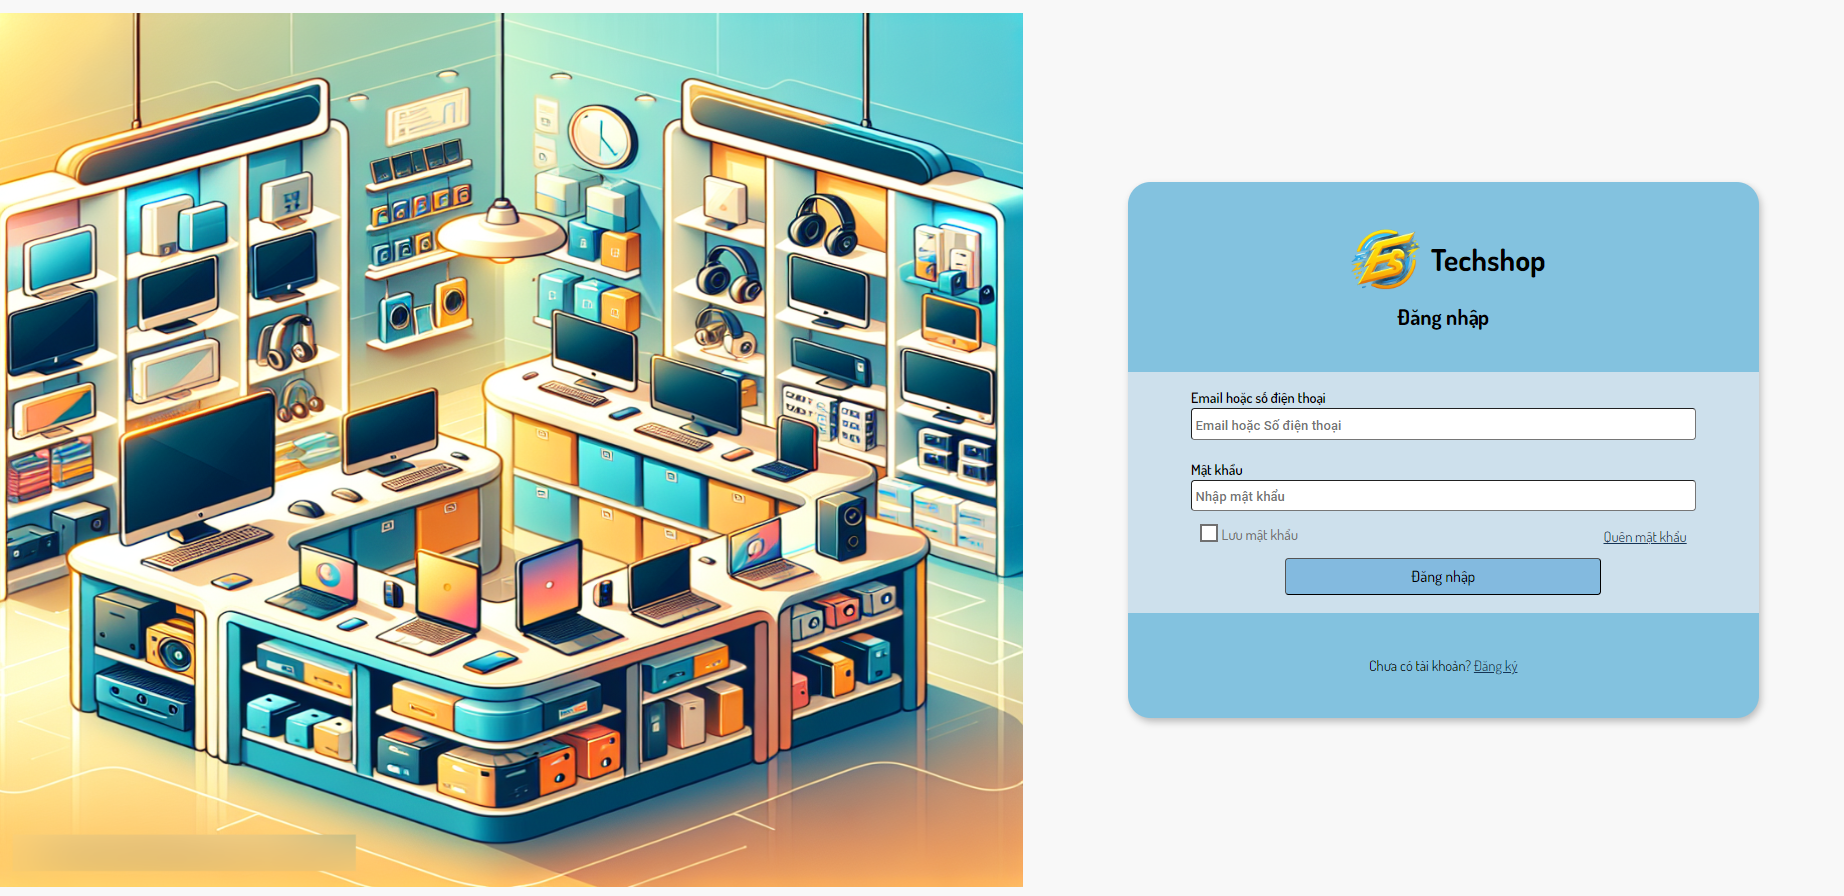 Es Techshop
Đăng nhập
Email hoặc số điện thoại
Email hoặc Số điện thoại
Mật khẩu
Nhập mật khẩu
Lưu mật khẩu
Quên mật khẩu
Đăng nhập
Chưa có tài khoản? Đăng ký